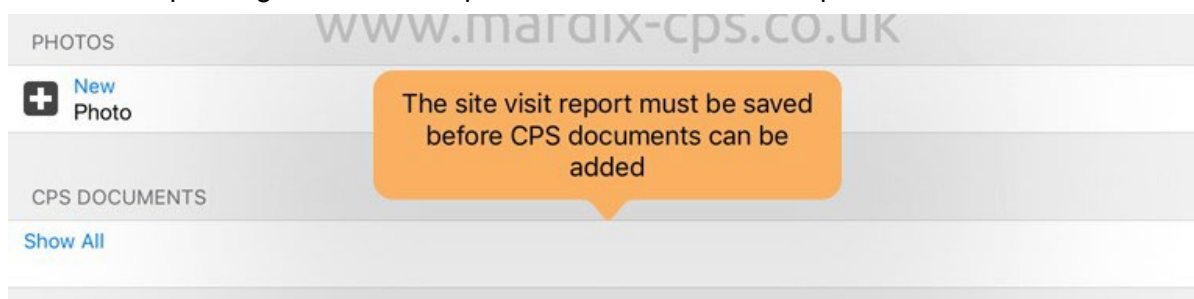 www.mardix-cps.co.uk
PHOTOS
New
Photo
The site visit report must be saved
before CPS documents can be
added
CPS DOCUMENTS
Show All